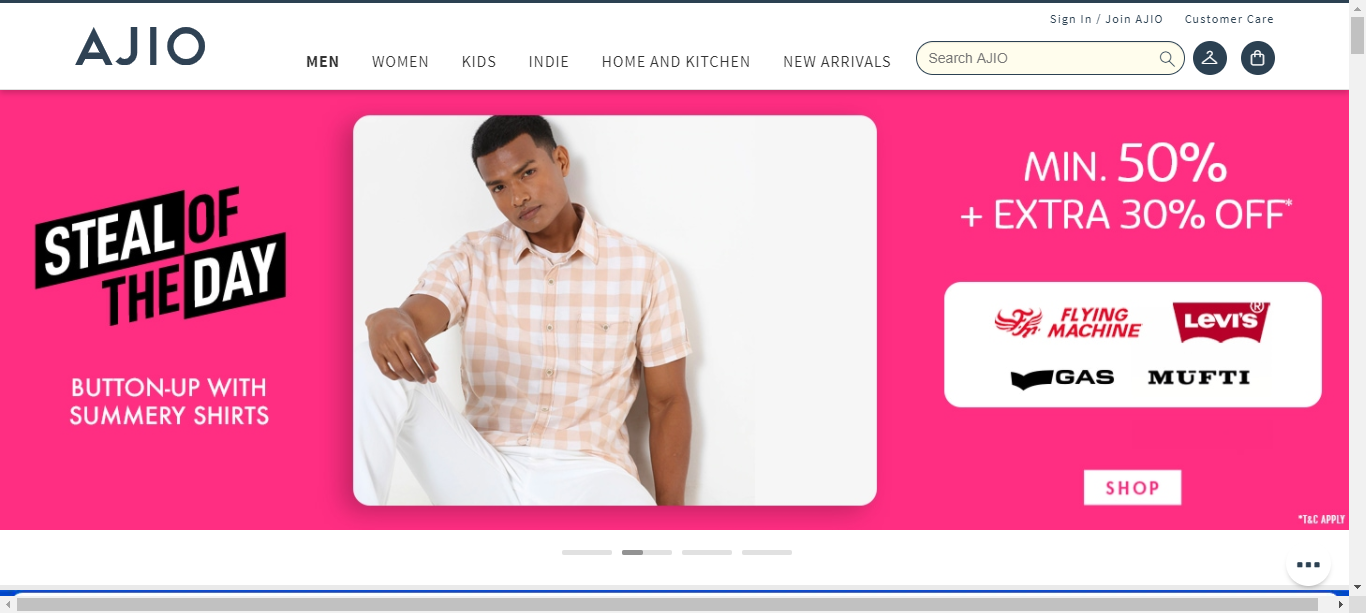 Sign In / Join AJIO Customer Care
AJIO
MEN WOMEN KIDS INDIE HOME AND KITCHEN NEW ARRIVALS Search AJIO
STEAL OF
THE DAY
BUTTON-UP WITH
SUMMERY SHIRTS
MIN. 50%
+ EXTRA 30% OFF*
FLYING
MACHINE
LEVI'S®
GAS MUFTI
SHOP
*T&C APPLY